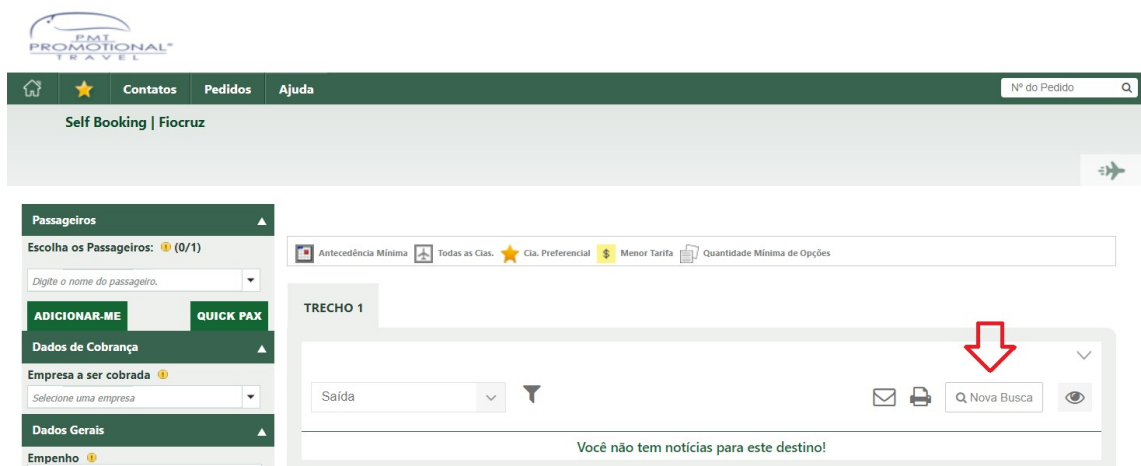 PMT
PROMOTIONAL®
TRAVEL
Contatos Pedidos Ajuda Nº do Pedido
Self Booking | Fiocruz
Passageiros
Escolha os Passageiros: (0/1)
Digite o nome do passageiro.
ADICIONAR-ME QUICK PAX
Dados de Cobrança
Empresa a ser cobrada
Selecione uma empresa
Dados Gerais
Empenho
Antecedência Mínima Todas as Cias. Cia. Preferencial $ Menor Tarifa Quantidade Mínima de Opções
TRECHO 1
Saída Nova Busca
Você não tem notícias para este destino!